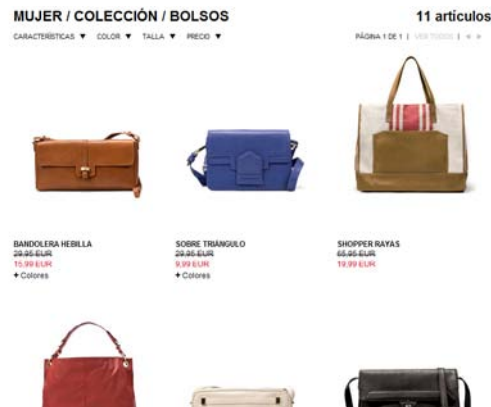 MUJER / COLECCIÓN / BOLSOS
11 artículos
CARACTERÍSTICAS ▼ COLOR ▼ TALLA ▼ PRECIO ▼
PÁGINA 1 DE 1 | VER TODOS |
BANDOLERA HEBILLA
29,95 EUR
15,99 EUR
+ Colores
SOBRE TRIÁNGULO
29,95 EUR
9,99 EUR
+ Colores
SHOPPER RAYAS
65,95 EUR
19,99 EUR